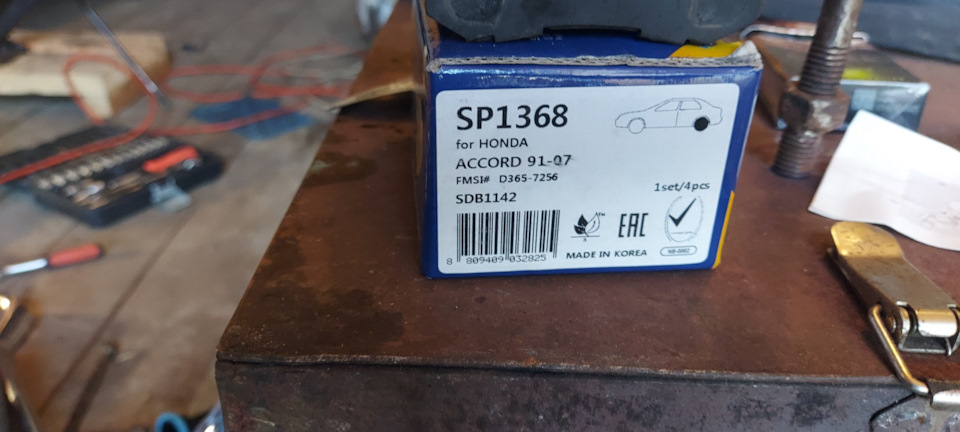 SP1368
for HONDA
ACCORD 91-07
FMSI# D365-7256
SDB1142
1set/4pcs
8 809409 032825
EAC
MADE IN KOREA